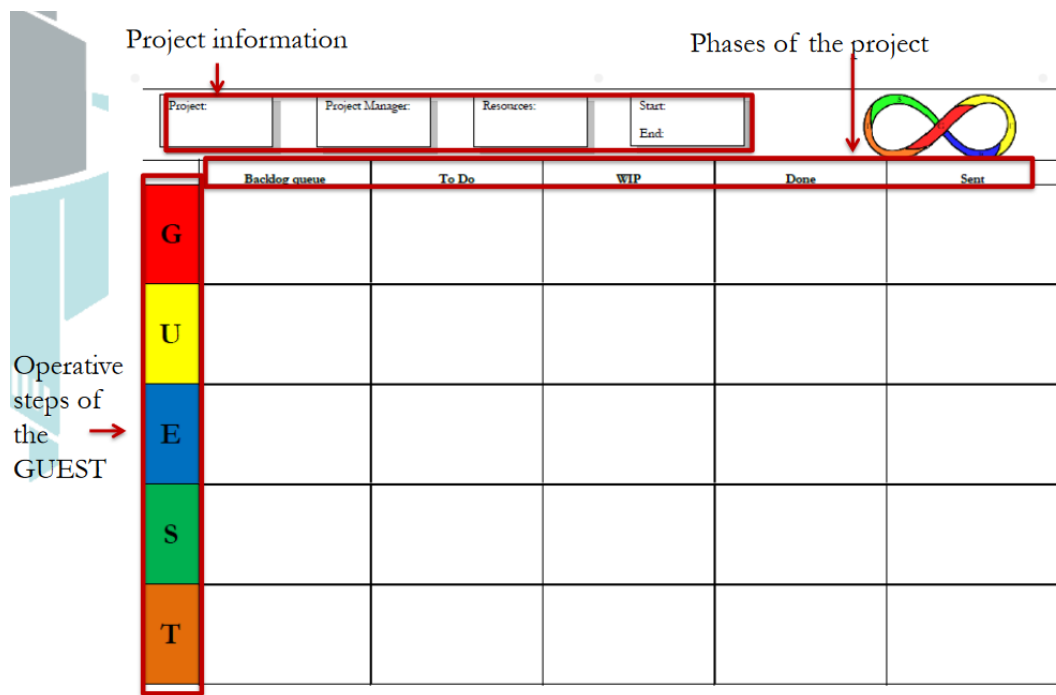 Project information
Phases of the project
Project:
Project Manager:
Resources:
Start:
End:
Backlog queue
To Do
WIP
Done
Sent
G
U
E
S
T
Operative
steps of
the
GUEST